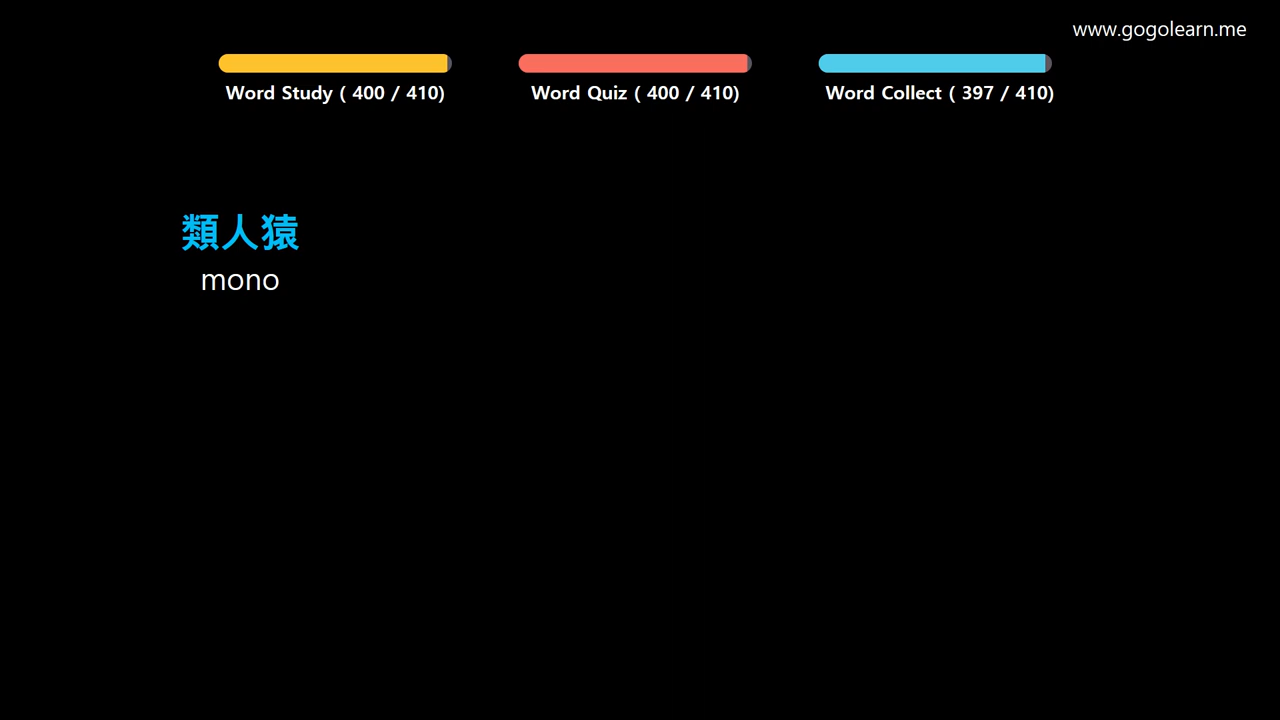 www.gogolearn.me
Word Study ( 400 / 410)
Word Quiz ( 400 / 410)
Word Collect ( 397 / 410)
類人猿
mono